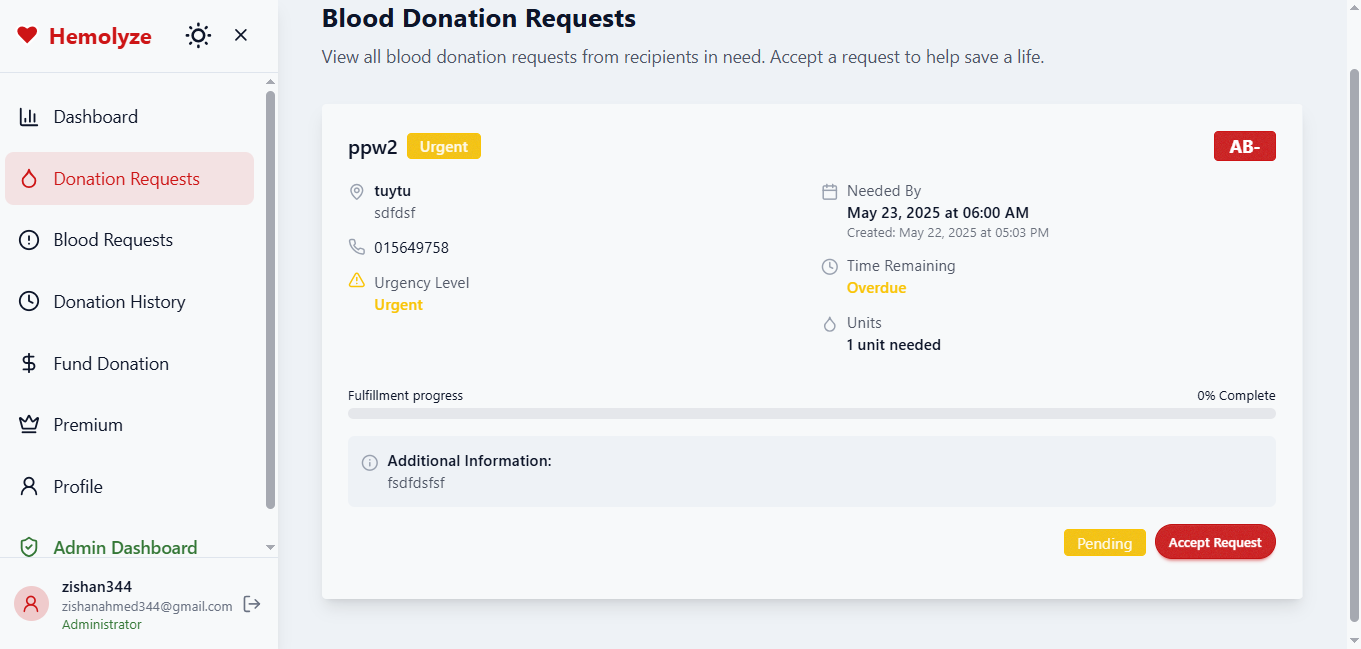 Hemolyze
Dashboard
Donation Requests
Blood Requests
Donation History
Fund Donation
Premium
Profile
Admin Dashboard
zishan344
zishanahmed344@gmail.com
Administrator
Blood Donation Requests
View all blood donation requests from recipients in need. Accept a request to help save a life.
ppw2 Urgent
AB-
tuytu
sdfdsf
015649758
Urgency Level
Urgent
Needed By
May 23, 2025 at 06:00 AM
Created: May 22, 2025 at 05:03 PM
Time Remaining
Overdue
Units
1 unit needed
Fulfillment progress 0% Complete
Additional Information:
fsdfdsfsf
Pending Accept Request